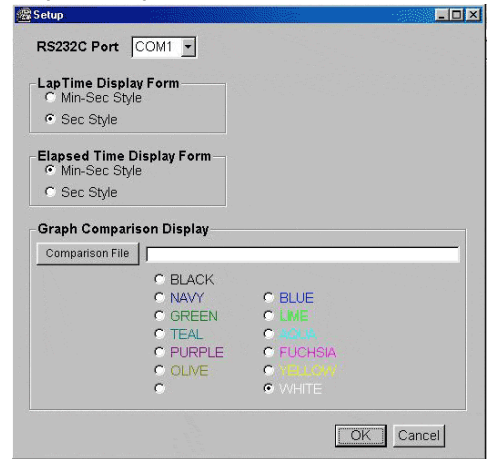 Setup
RS232C Port COM1
LapTime Display Form
Min-Sec Style
Sec Style
Elapsed Time Display Form
Min-Sec Style
Sec Style
Graph Comparison Display
Comparison File
BLACK
NAVY BLUE
GREEN LIME
TEAL AQUA
PURPLE FUCHSIA
OLIVE YELLOW
WHITE
OK Cancel